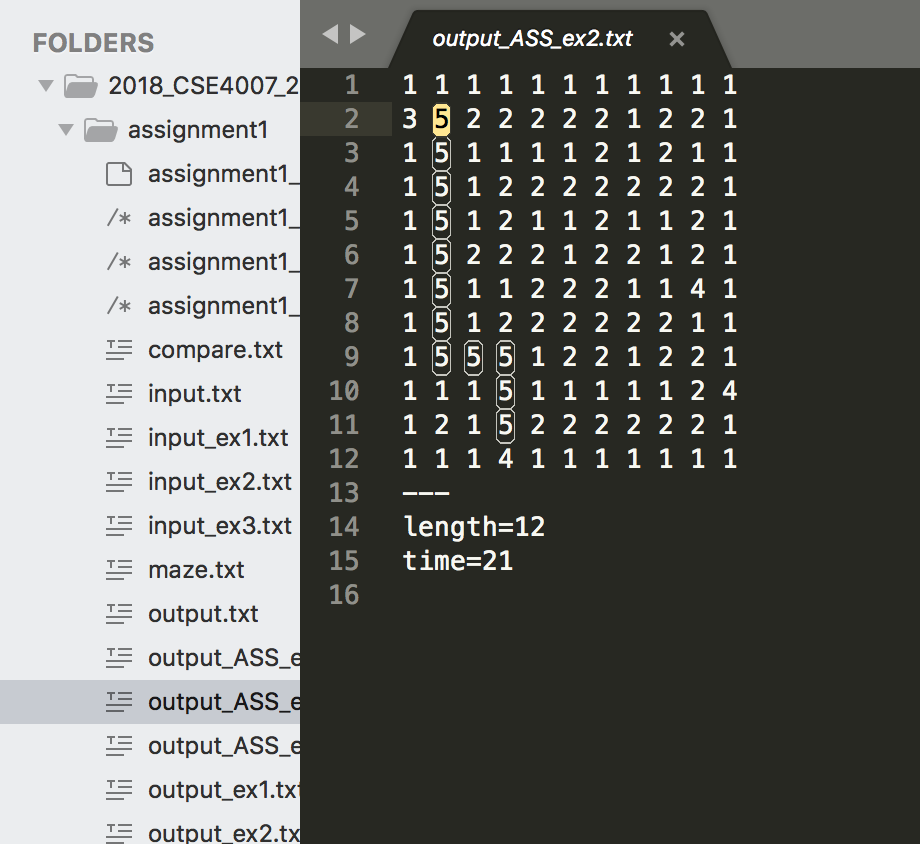 FOLDERS
2018_CSE4007_2
assignment1
assignment1_
/* assignment1_
/* assignment1_
/* assignment1_
compare.txt
input.txt
input_ex1.txt
input_ex2.txt
input_ex3.txt
maze.txt
output.txt
output_ASS_e
output_ASS_e
output_ASS_e
output_ex1.txt
output_ex2.tx
output_ASS_ex2.txt ×
1 1 1 1 1 1 1 1 1 1 1 1
2 3 5 2 2 2 2 2 1 2 2 1
3 1 5 1 1 1 1 2 1 2 1 1
4 1 5 1 2 2 2 2 2 2 2 1
5 1 5 1 2 1 1 2 1 1 2 1
6 1 5 2 2 2 1 2 2 1 2 1
7 1 5 1 1 2 2 2 1 1 4 1
8 1 5 1 2 2 2 2 2 2 1 1
9 1 5 5 5 1 2 2 1 2 2 1
10 1 1 1 5 1 1 1 1 1 2 4
11 1 2 1 5 2 2 2 2 2 2 1
12 1 1 1 4 1 1 1 1 1 1 1
13 ---
14 length=12
15 time=21
16